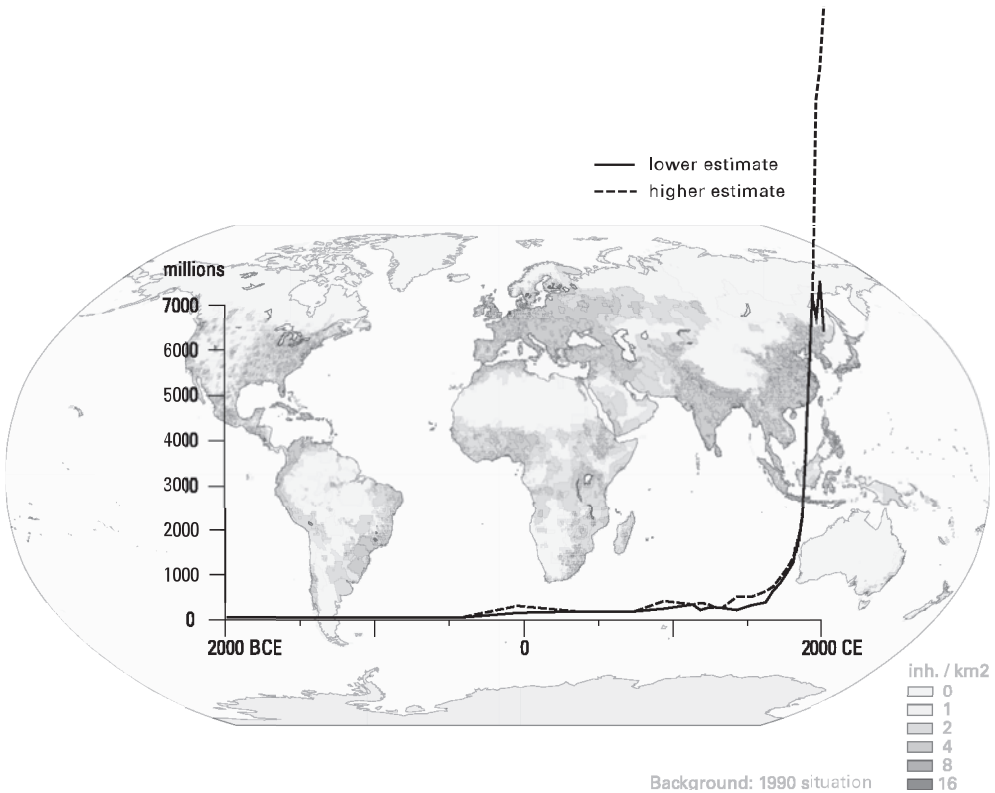 lower estimate
higher estimate
millions
7000
6000
5000
4000
3000
2000
1000
0
2000 BCE
0
2000 CE
inh. / km2
0
1
2
4
8
16
Background: 1990 situation